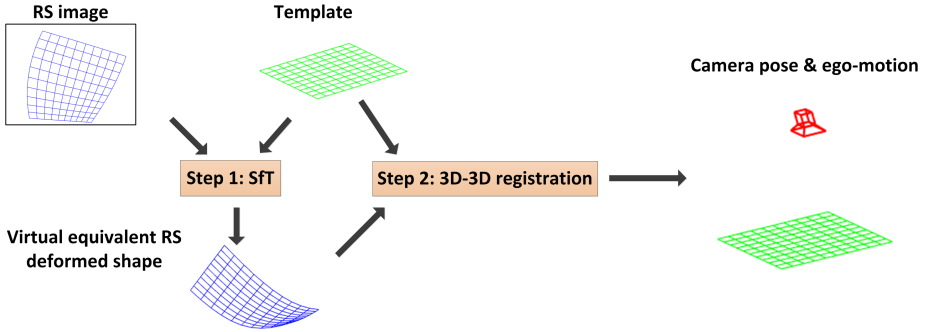 RS image
Template
Camera pose & ego-motion
Step 1: SfT
Step 2: 3D-3D registration
Virtual equivalent RS
deformed shape